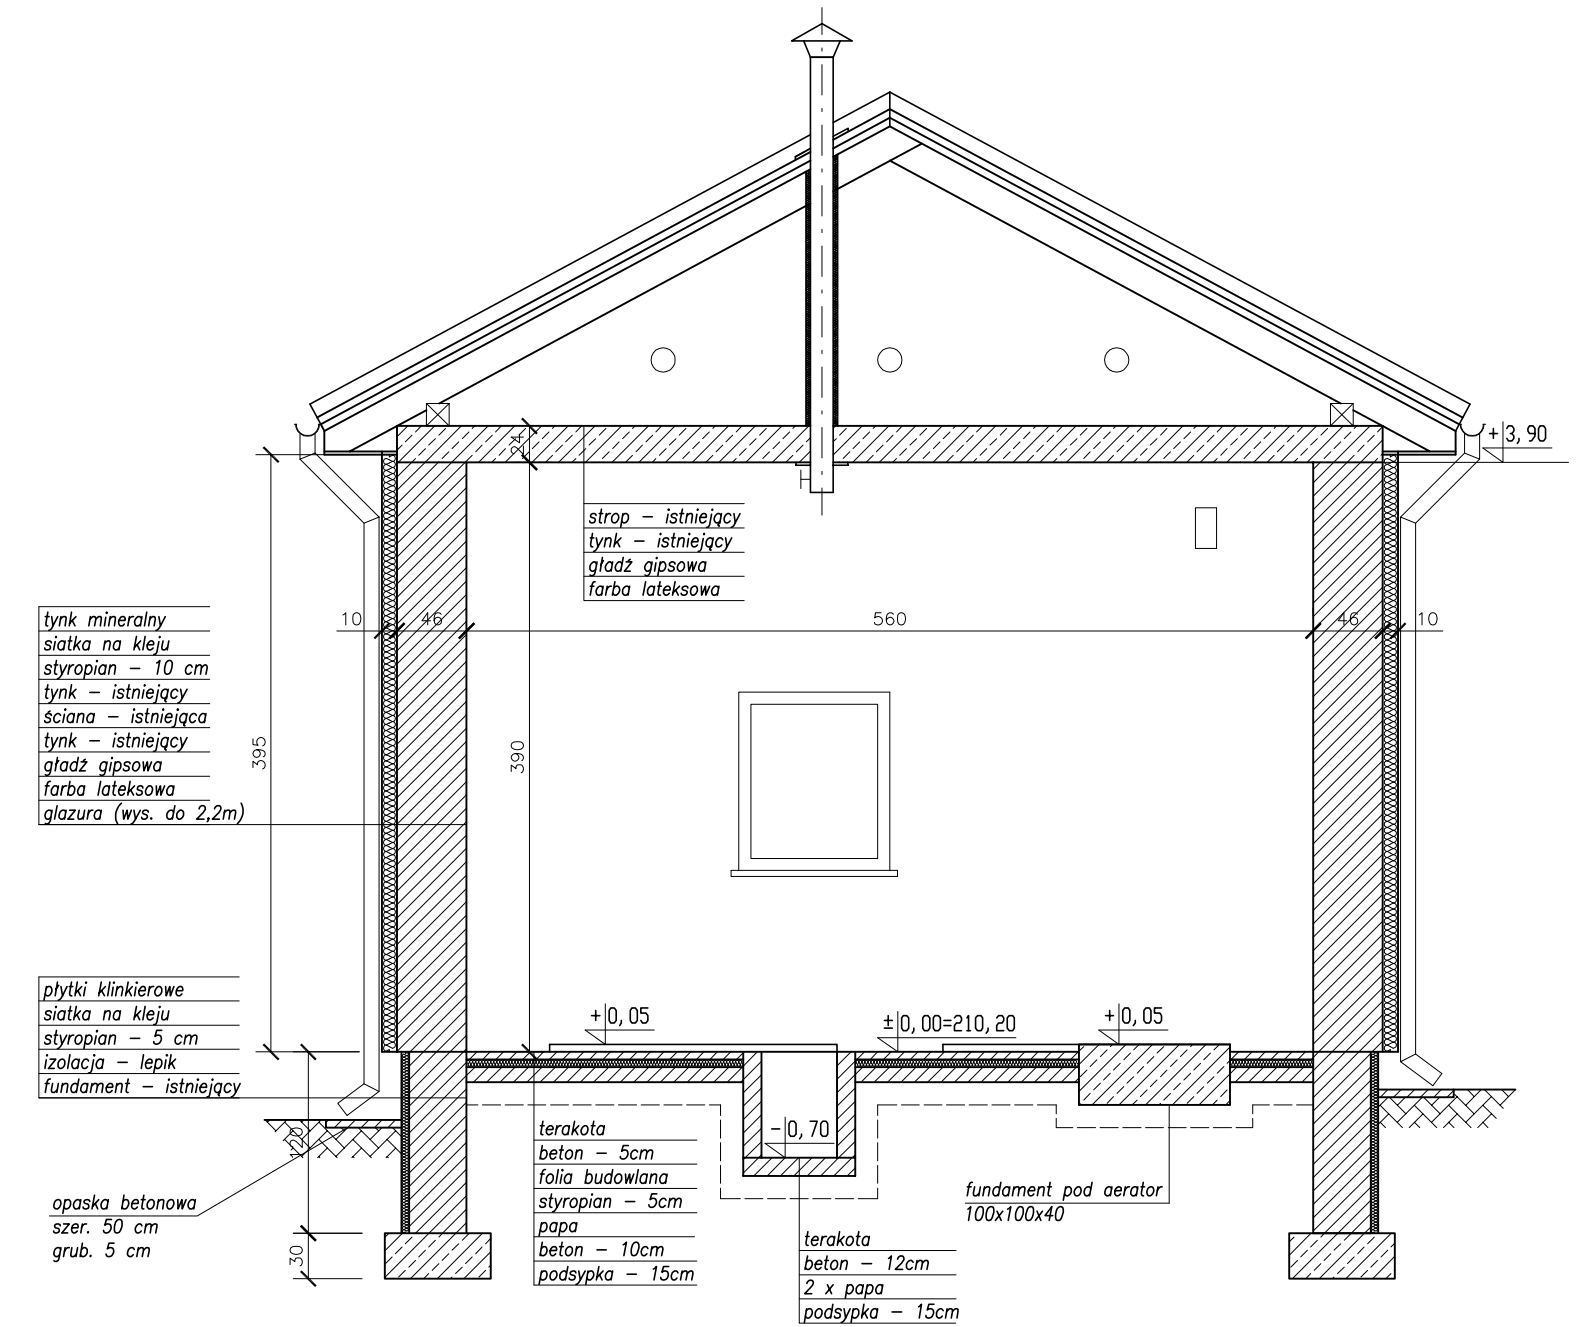 +3,90
24
strop – istniejący
tynk – istniejący
gładź gipsowa
farba lateksowa
10
46
560
46
10
tynk mineralny
siatka na kleju
styropian – 10 cm
tynk – istniejący
ściana – istniejąca
tynk – istniejący
gładź gipsowa
farba lateksowa
glazura (wys. do 2,2m)
395
390
płytki klinkierowe
siatka na kleju
styropian – 5 cm
izolacja – lepik
fundament – istniejący
+0,05
±0,00=210,20
+0,05
120
-0,70
terakota
beton – 5cm
folia budowlana
styropian – 5cm
papa
beton – 10cm
podsypka – 15cm
opaska betonowa
szer. 50 cm
grub. 5 cm
30
fundament pod aerator
100x100x40
terakota
beton – 12cm
2 x papa
podsypka – 15cm